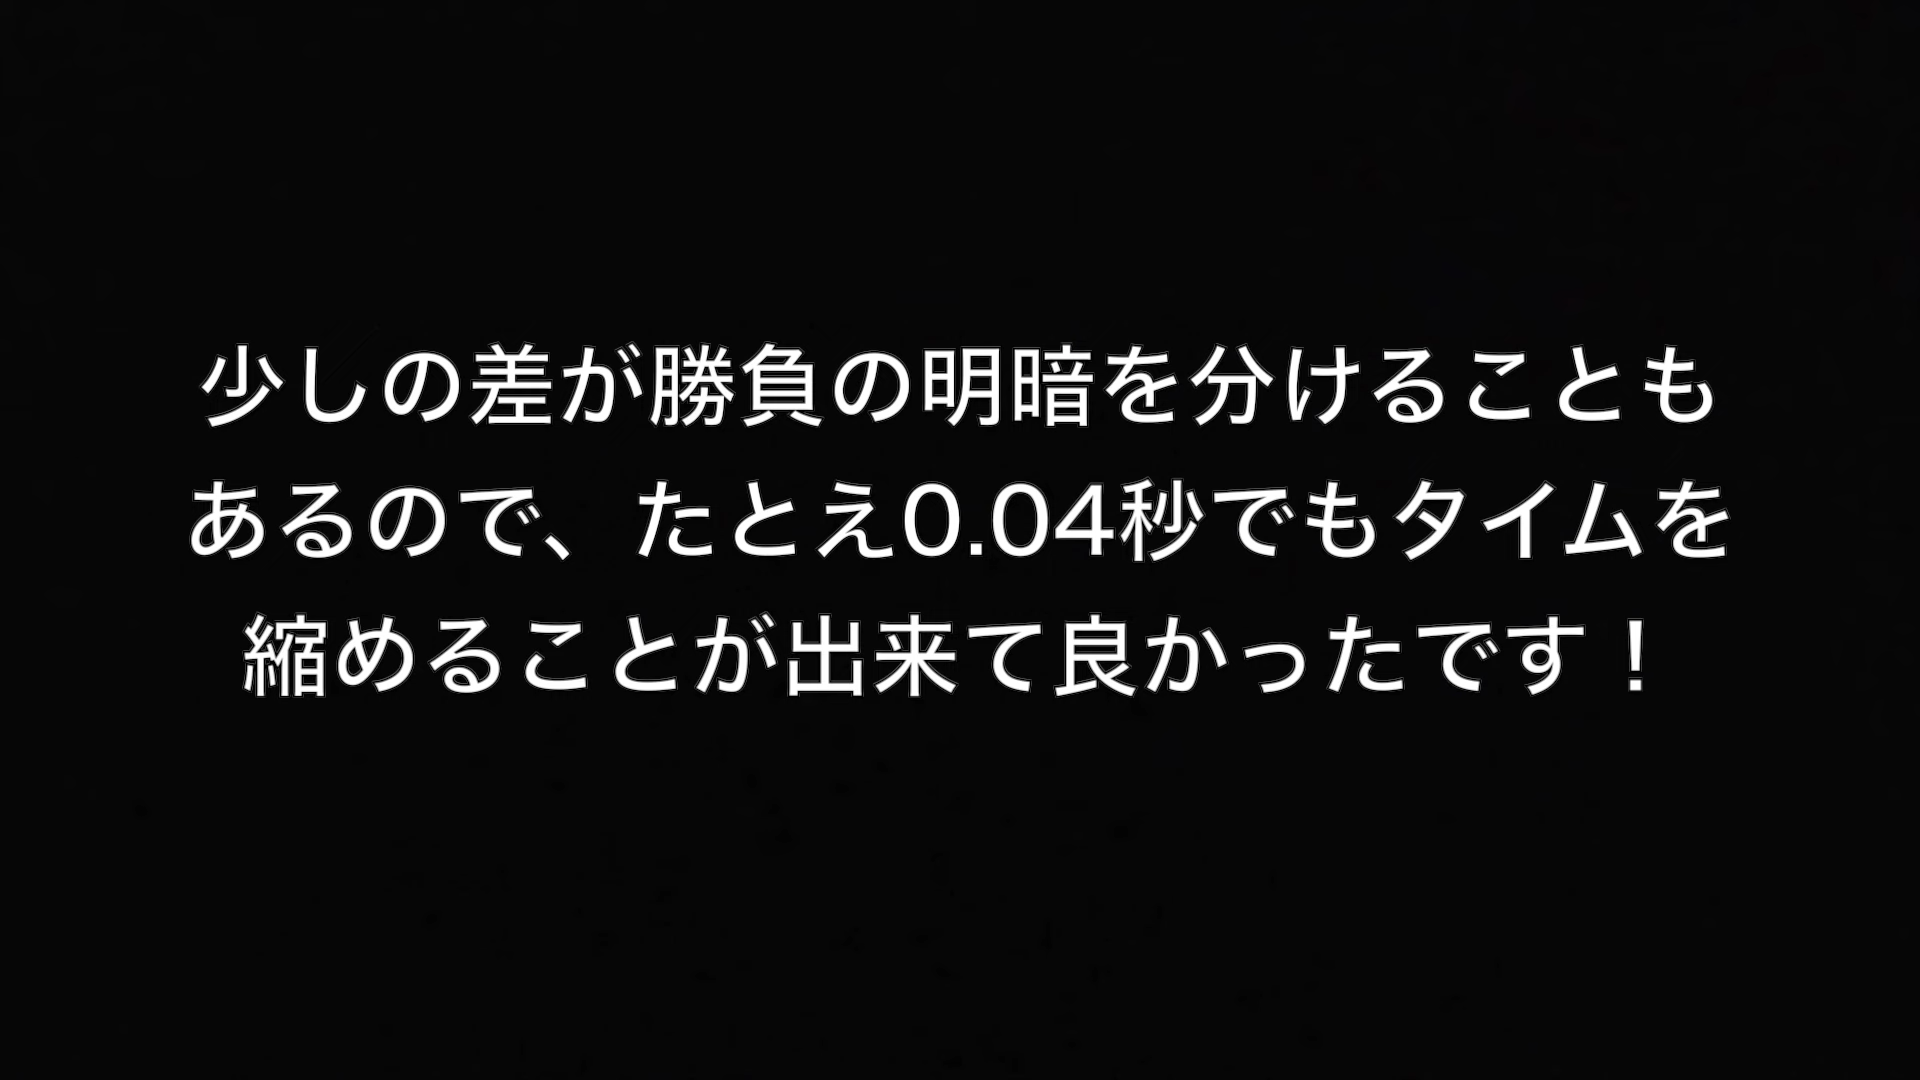 少しの差が勝負の明暗を分けることも
あるので、たとえ0.04秒でもタイムを
縮めることが出来て良かったです！